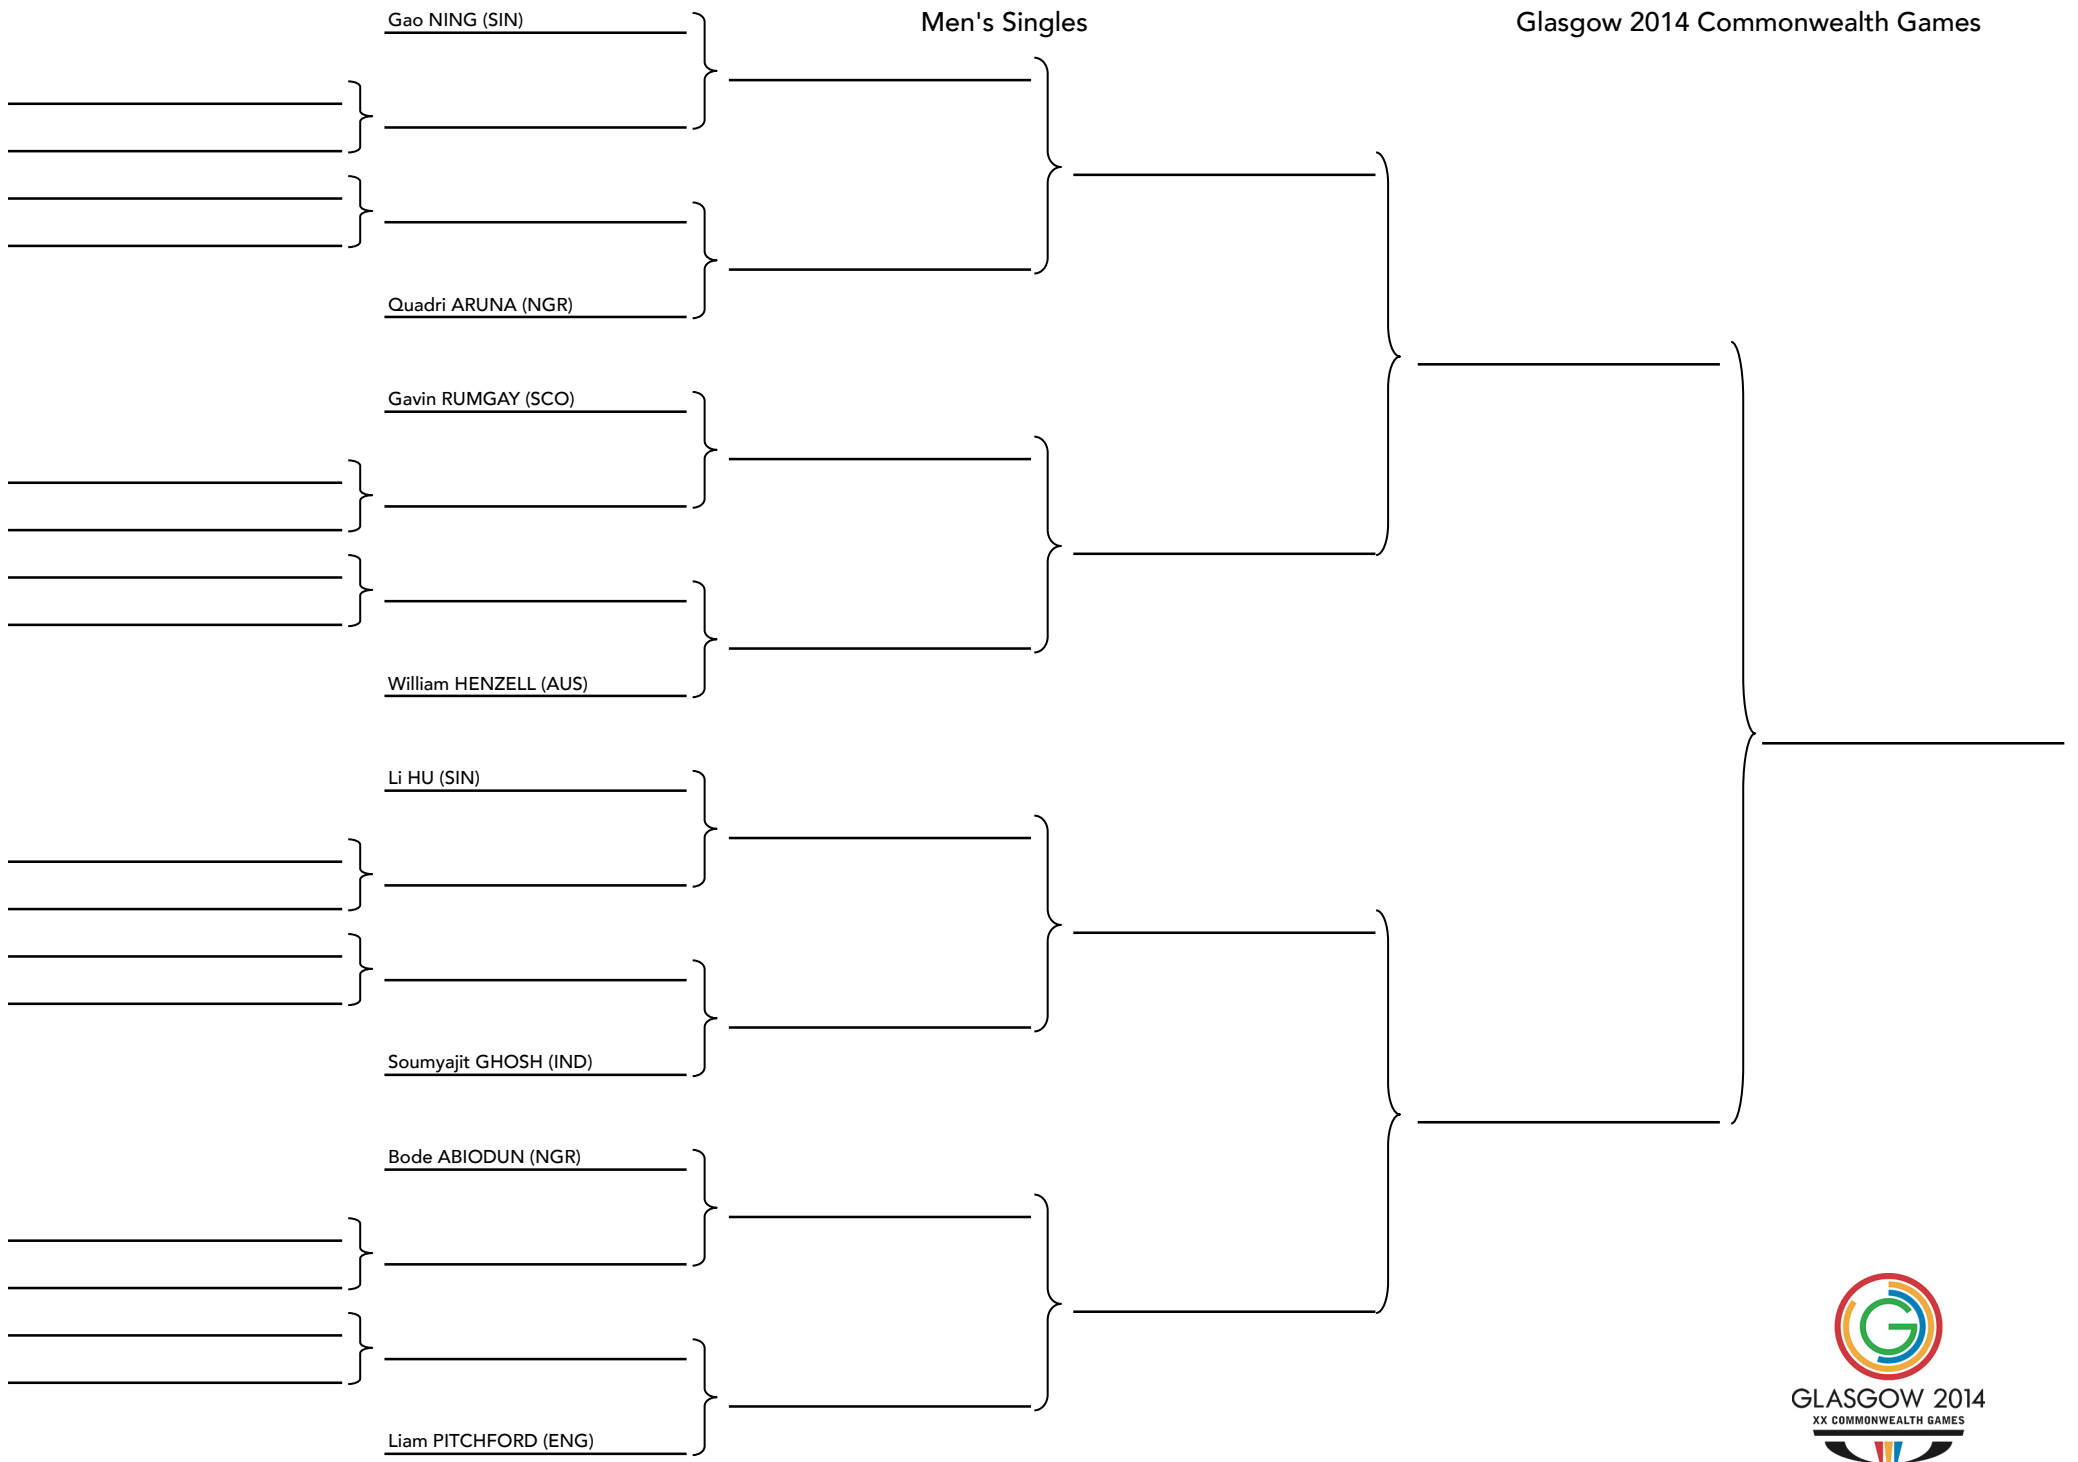 Gao NING (SIN)
Men's Singles
Glasgow 2014 Commonwealth Games
Quadri ARUNA (NGR)
Gavin RUMGAY (SCO)
William HENZELL (AUS)
Li HU (SIN)
Soumyajit GHOSH (IND)
Bode ABIODUN (NGR)
Liam PITCHFORD (ENG)
G
GLASGOW 2014
XX COMMONWEALTH GAMES